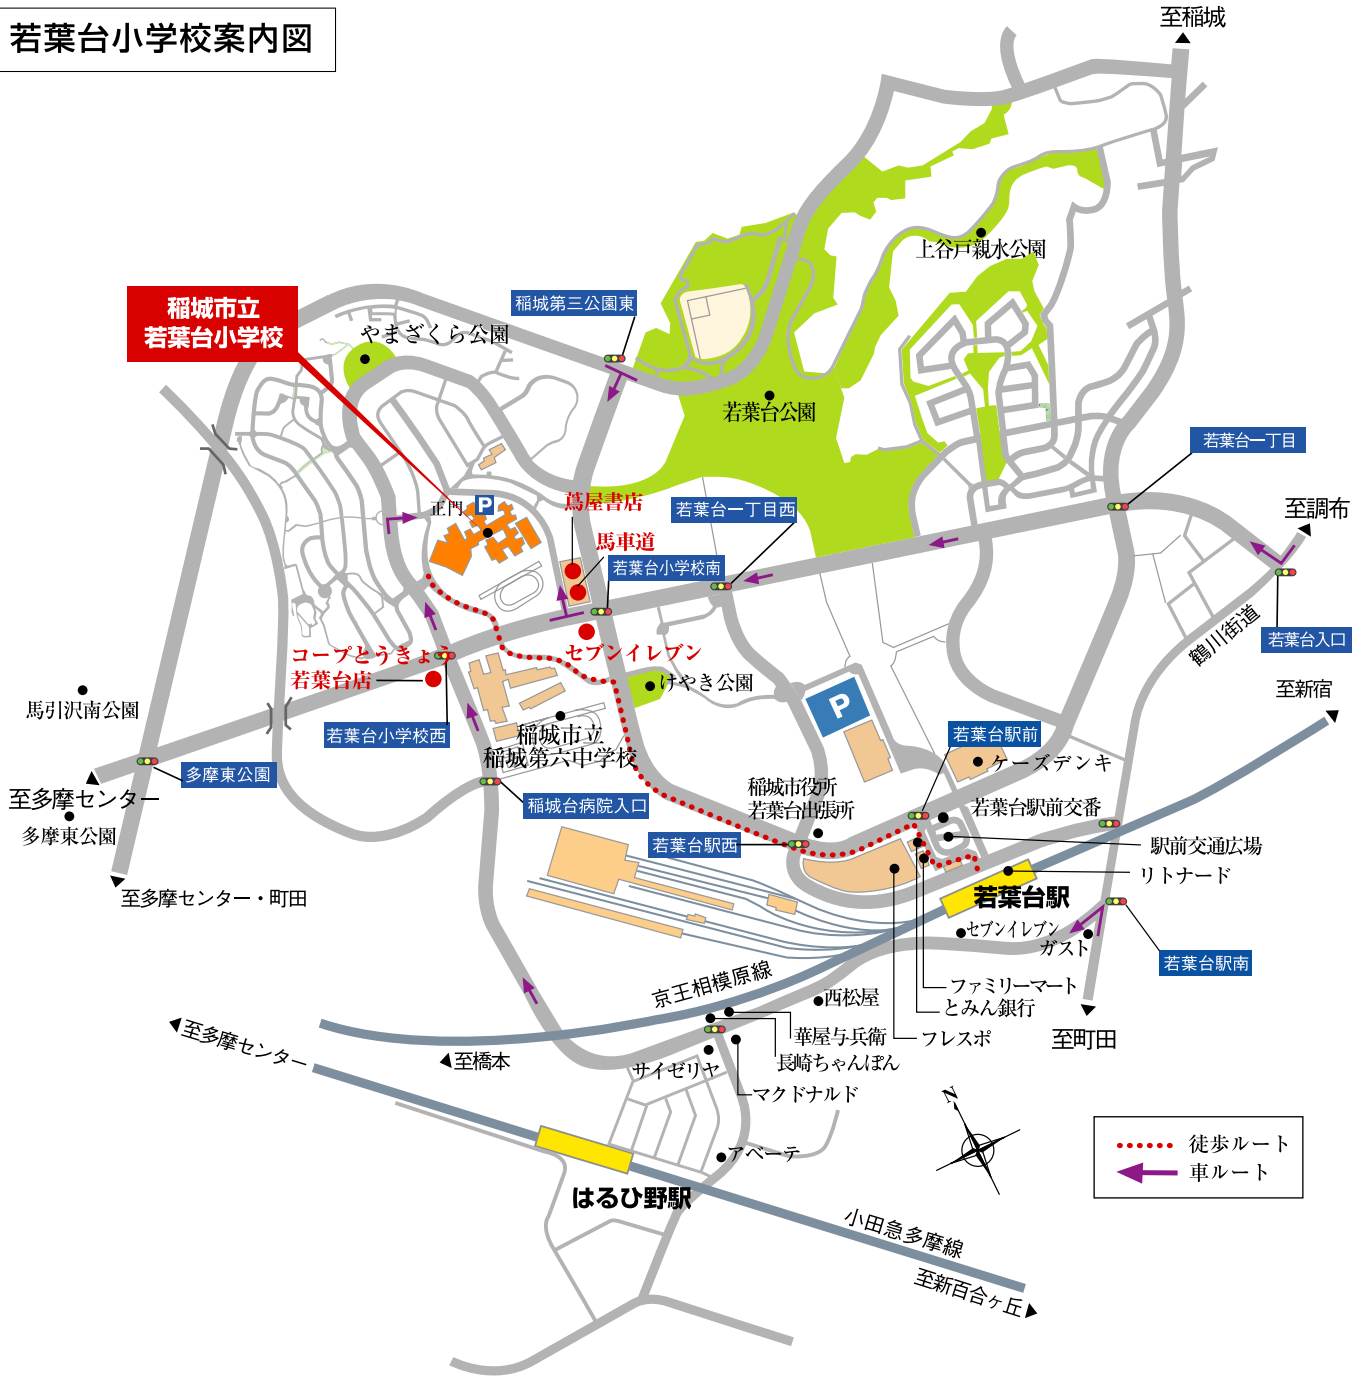 若葉台小学校案内図
至稲城
上谷戸親水公園
稲城市立
若葉台小学校
稲城第三公園東
やまざくら公園
若葉台公園
若葉台一丁目
正門
P
蔦屋書店
若葉台一丁目西
至調布
馬車道
若葉台小学校南
若葉台入口
鶴川街道
コープとうきょう
若葉台店
セブンイレブン
けやき公園
至新宿
馬引沢南公園
P
若葉台小学校西
稲城市立
稲城第六中学校
若葉台駅前
ケーズデンキ
多摩東公園
至多摩センター
多摩東公園
稲城台病院入口
稲城市役所
若葉台出張所
若葉台駅前交番
若葉台駅西
駅前交通広場
リトナード
至多摩センター・町田
若葉台駅
セブンイレブン
ガスト
若葉台駅南
京王相模原線
西松屋
ファミリーマート
とみん銀行
フレスポ
至町田
至多摩センター
至橋本
華屋与兵衛
長崎ちゃんぽん
サイゼリヤ
マクドナルド
N
アベーテ
徒歩ルート
車ルート
はるひ野駅
小田急多摩線
至新百合ヶ丘